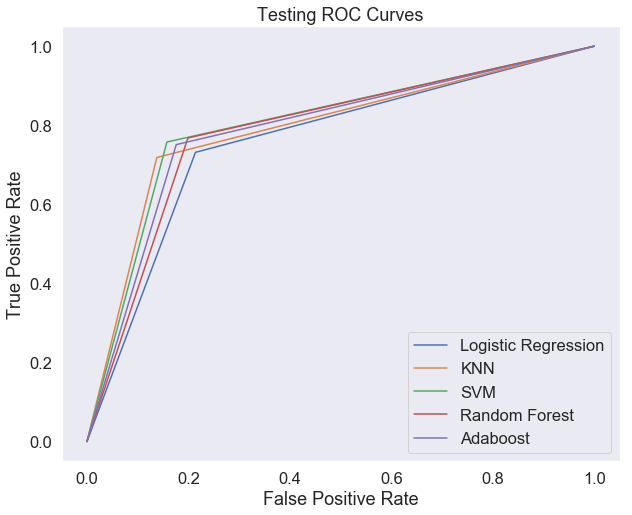 Testing ROC Curves
True Positive Rate
1.0
0.8
0.6
0.4
0.2
0.0
Logistic Regression
KNN
SVM
Random Forest
Adaboost
0.0 0.2 0.4 0.6 0.8 1.0
False Positive Rate